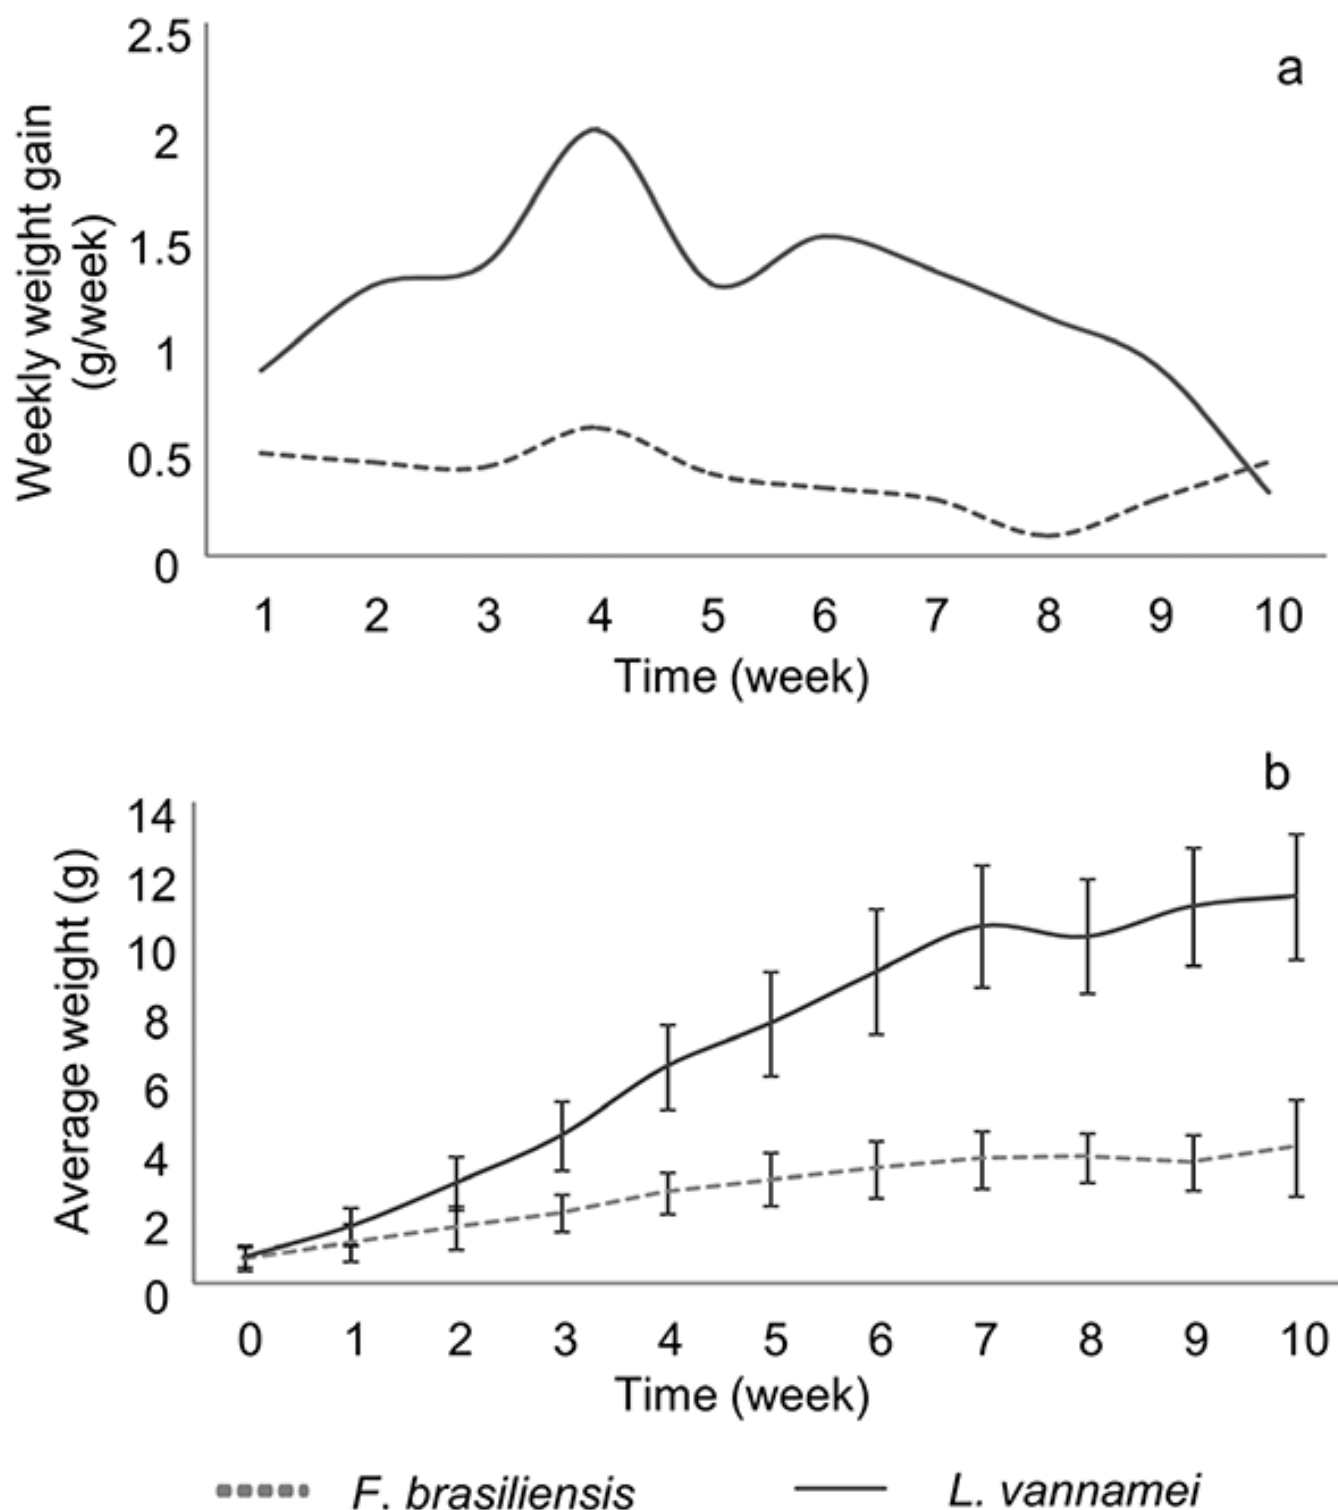 a
2.5
2
1.5
1
0.5
0
Weekly weight gain
(g/week)
1 2 3 4 5 6 7 8 9 10
Time (week)
b
14
12
10
8
6
4
2
0
Average weight (g)
0 1 2 3 4 5 6 7 8 9 10
Time (week)
F. brasiliensis L. vannamei